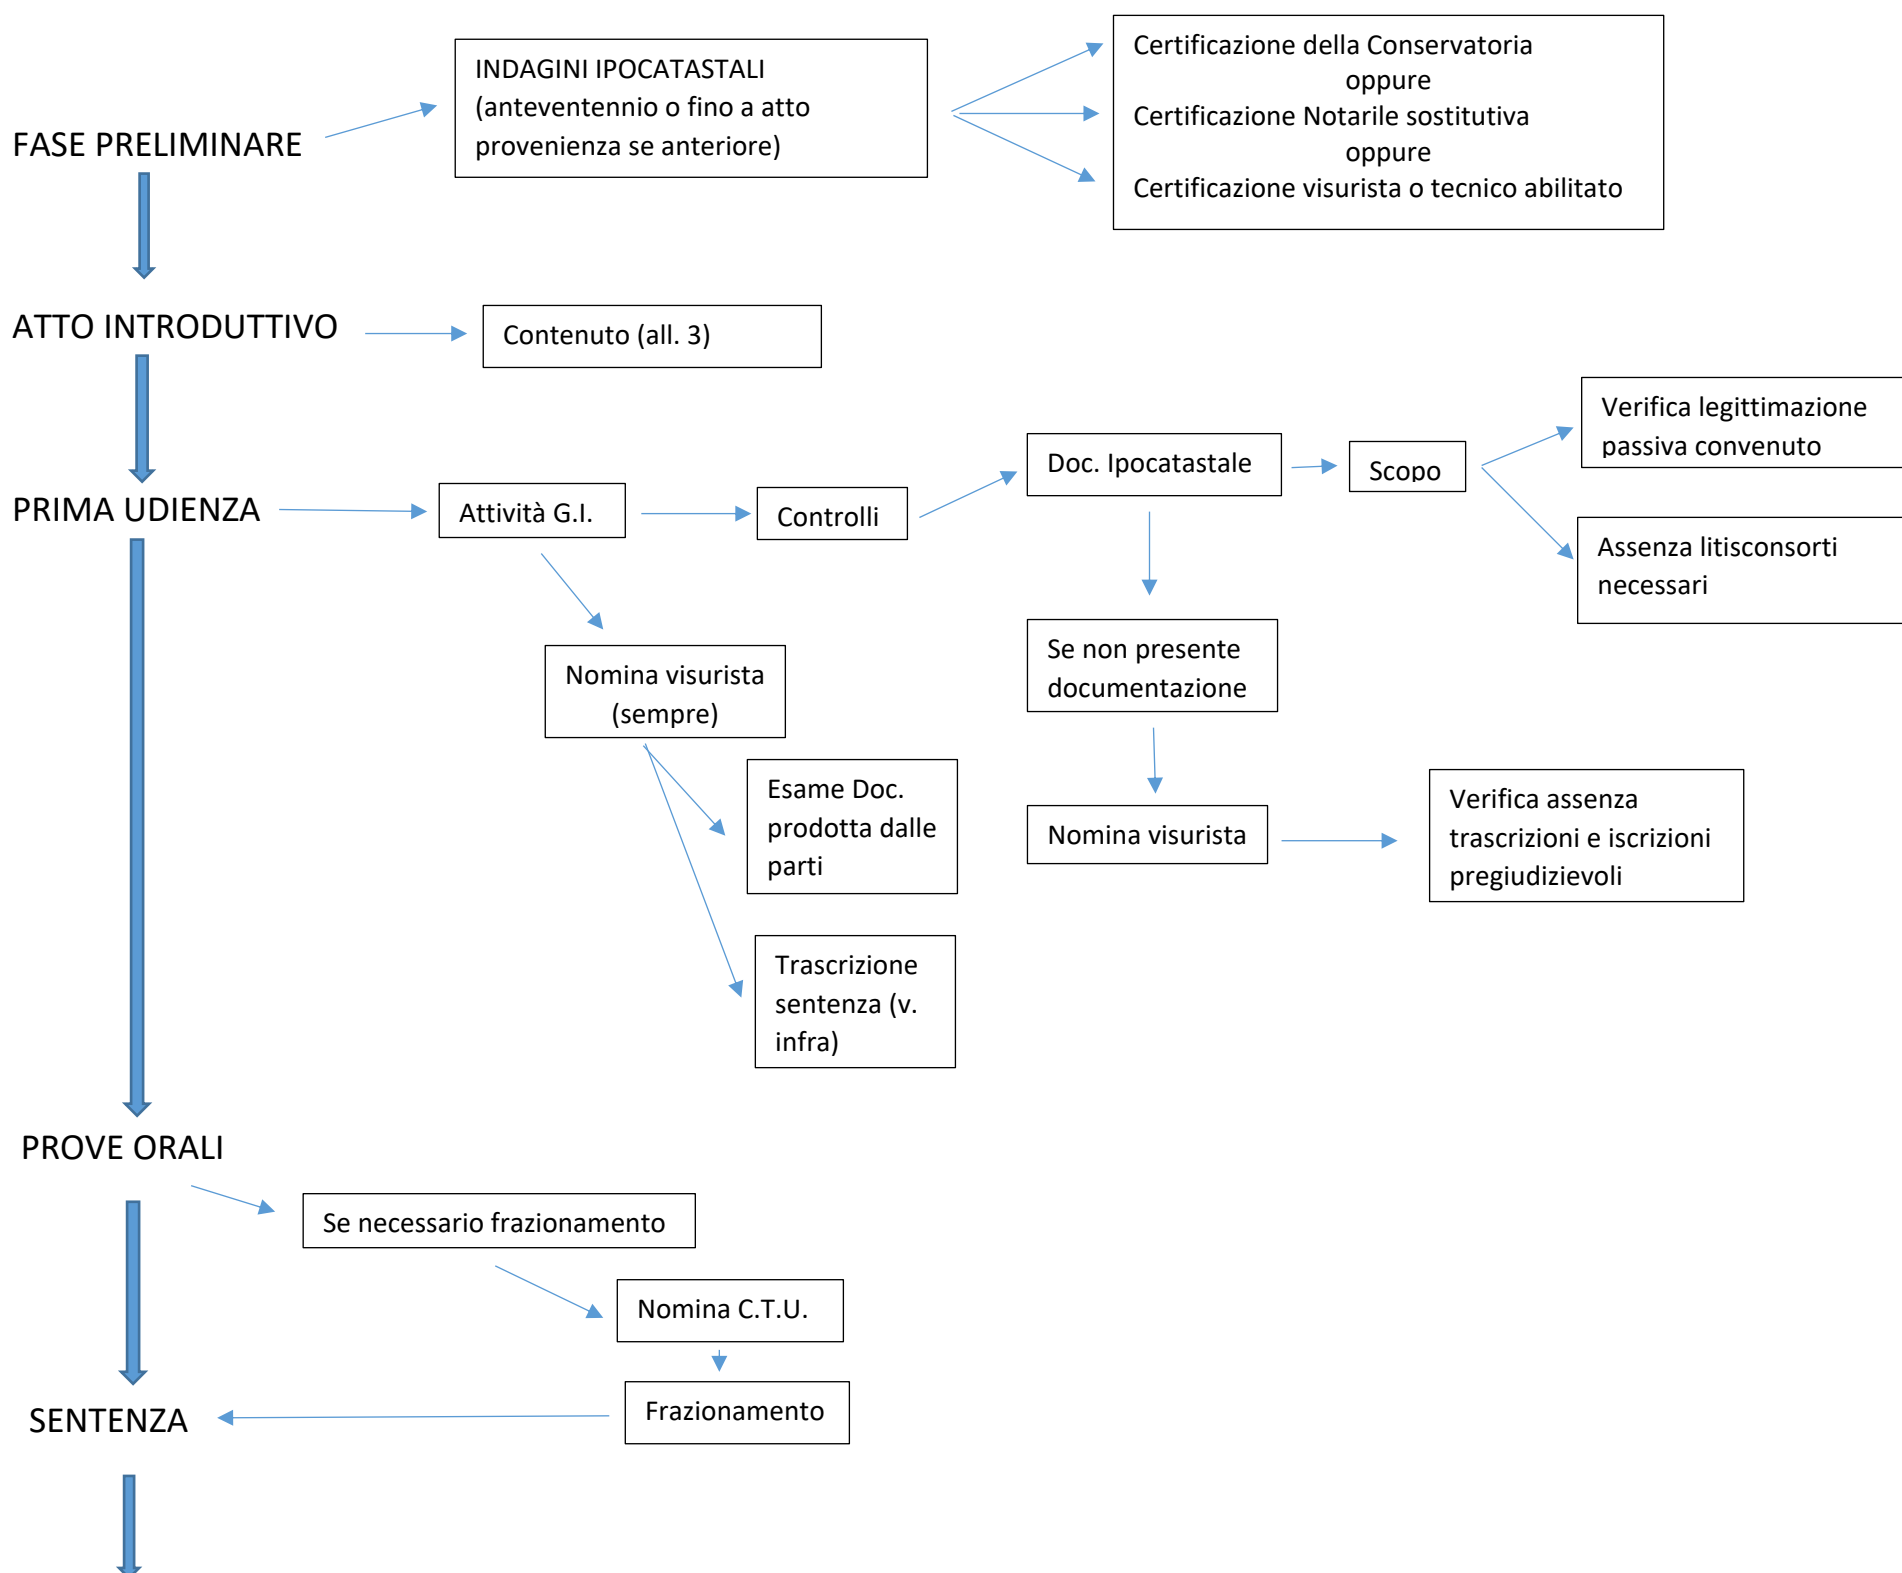 FASE PRELIMINARE
INDAGINI IPOCATASTALI
(anteventennio o fino a atto
provenienza se anteriore)
Certificazione della Conservatoria
oppure
Certificazione Notarile sostitutiva
oppure
Certificazione visurista o tecnico abilitato
ATTO INTRODUTTIVO
Contenuto (all. 3)
PRIMA UDIENZA
Attività G.I.
Controlli
Doc. Ipocatastale
Scopo
Verifica legittimazione
passiva convenuto
Assenza litisconsorti
necessari
Nomina visurista
(sempre)
Se non presente
documentazione
Esame Doc.
prodotta dalle
parti
Nomina visurista
Verifica assenza
trascrizioni e iscrizioni
pregiudizievoli
Trascrizione
sentenza (v.
infra)
PROVE ORALI
Se necessario frazionamento
Nomina C.T.U.
Frazionamento
SENTENZA